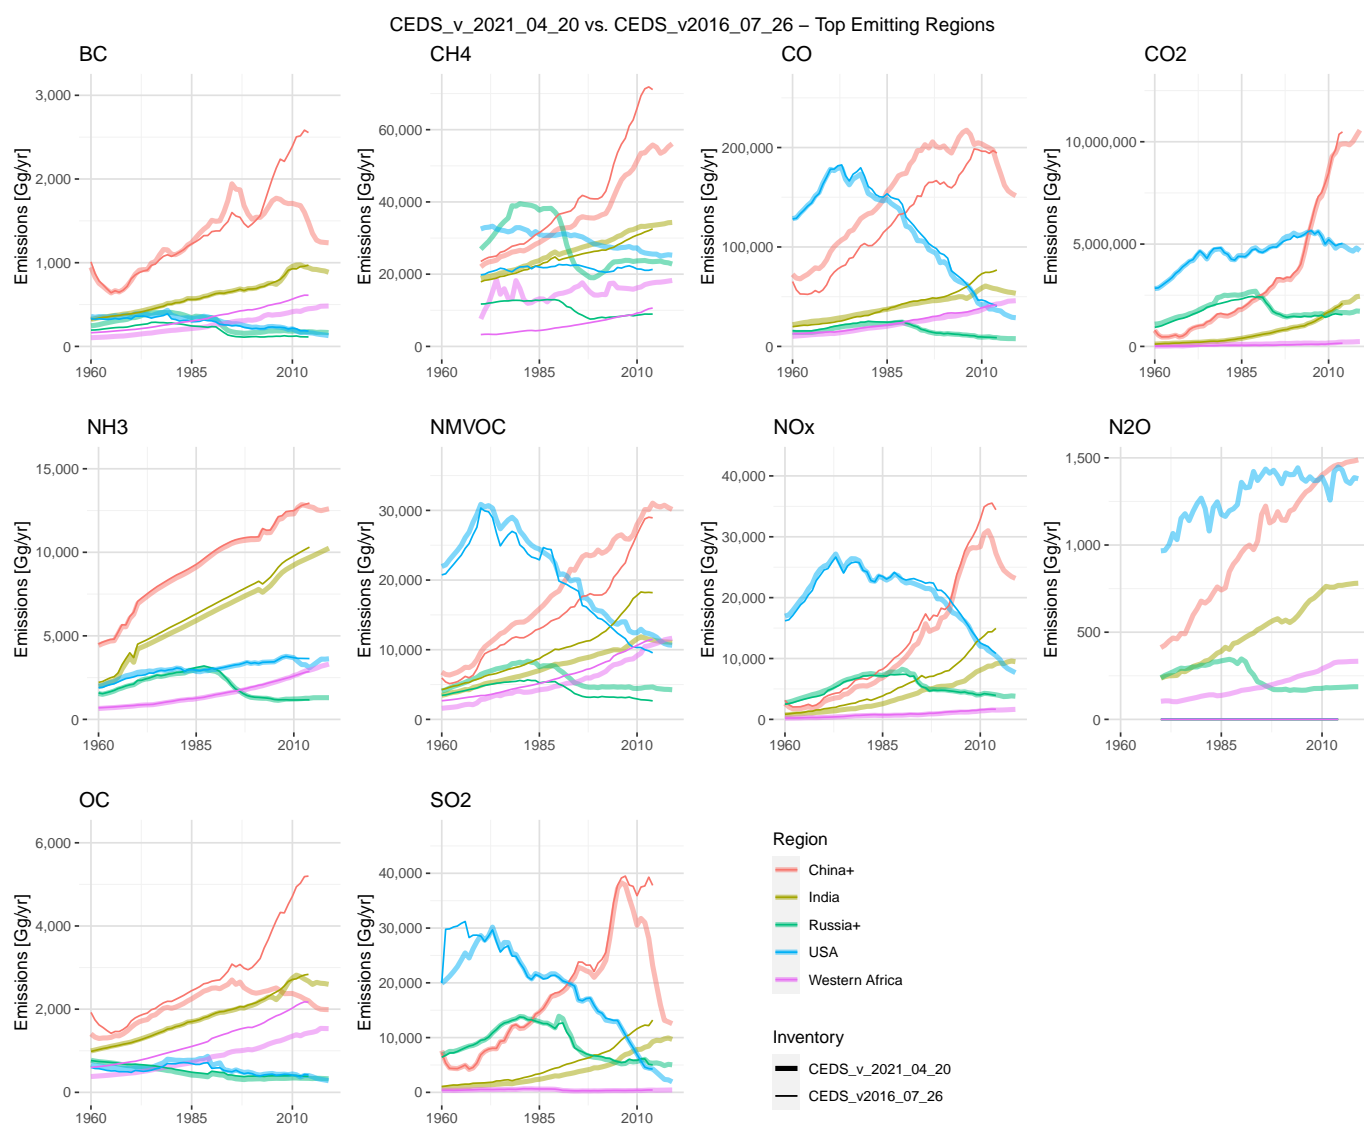 CEDS_v_2021_04_20 vs. CEDS_v2016_07_26 – Top Emitting Regions
BC
Emissions [Gg/yr]
3,000
2,000
1,000
0
1960 1985 2010
CH4
Emissions [Gg/yr]
60,000
40,000
20,000
0
1960 1985 2010
CO
Emissions [Gg/yr]
200,000
100,000
0
1960 1985 2010
CO2
Emissions [Gg/yr]
10,000,000
5,000,000
0
1960 1985 2010
NH3
Emissions [Gg/yr]
15,000
10,000
5,000
0
1960 1985 2010
NMVOC
Emissions [Gg/yr]
30,000
20,000
10,000
0
1960 1985 2010
NOx
Emissions [Gg/yr]
40,000
30,000
20,000
10,000
0
1960 1985 2010
N2O
Emissions [Gg/yr]
1,500
1,000
500
0
1960 1985 2010
OC
Emissions [Gg/yr]
6,000
4,000
2,000
0
1960 1985 2010
SO2
Emissions [Gg/yr]
40,000
30,000
20,000
10,000
0
1960 1985 2010
Region
China+
India
Russia+
USA
Western Africa
Inventory
CEDS_v_2021_04_20
CEDS_v2016_07_26